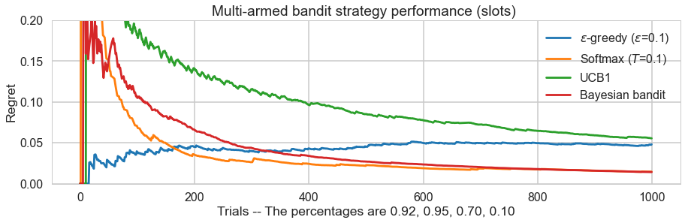 Multi-armed bandit strategy performance (slots)
0.20
0.15
0.10
0.05
0.00
Regret
ε-greedy (ε=0.1)
Softmax (T=0.1)
UCB1
Bayesian bandit
0
200
400
600
800
1000
Trials -- The percentages are 0.92, 0.95, 0.70, 0.10